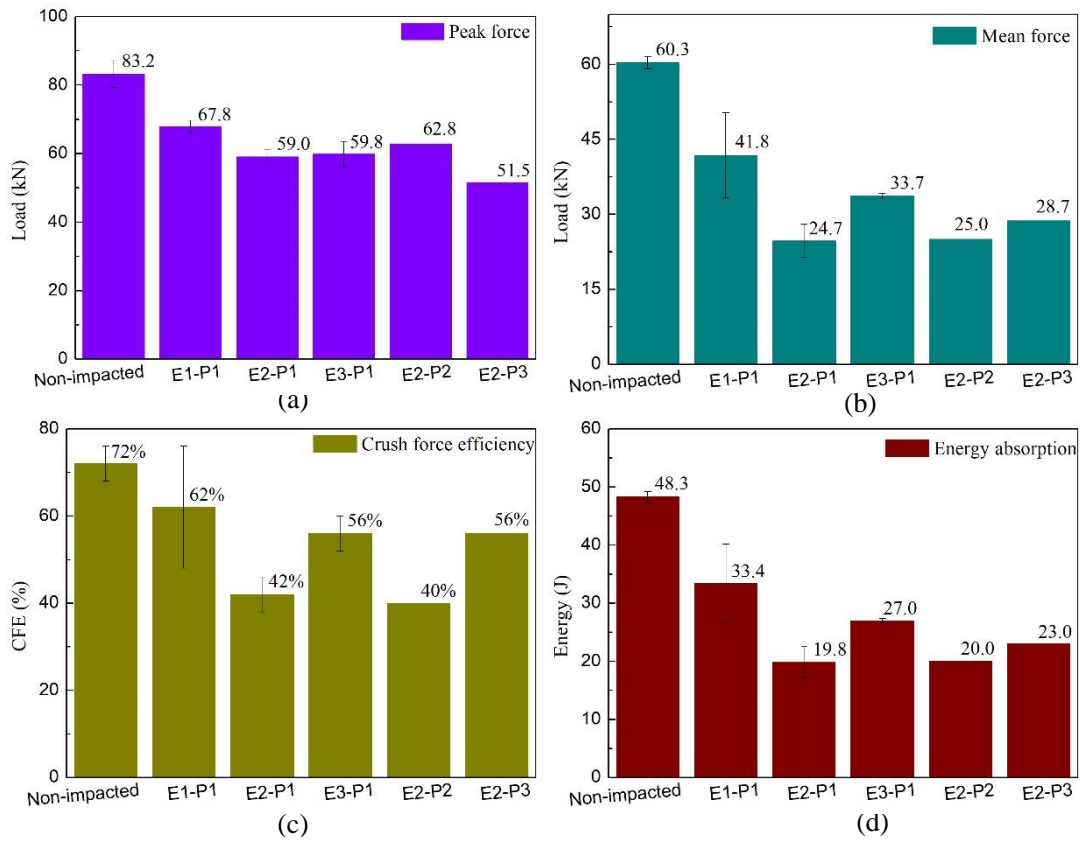 100
80
60
40
20
0
Load (kN)
Peak force
83.2
67.8
59.0
59.8
62.8
51.5
Non-impacted
E1-P1
E2-P1
E3-P1
E2-P2
E2-P3
(a)
60
45
30
15
0
Load (kN)
Mean force
60.3
41.8
24.7
33.7
25.0
28.7
Non-impacted
E1-P1
E2-P1
E3-P1
E2-P2
E2-P3
(b)
80
60
40
20
0
CFE (%)
Crush force efficiency
72%
62%
42%
56%
40%
56%
Non-impacted
E1-P1
E2-P1
E3-P1
E2-P2
E2-P3
(c)
60
50
40
30
20
10
0
Energy (J)
Energy absorption
48.3
33.4
19.8
27.0
20.0
23.0
Non-impacted
E1-P1
E2-P1
E3-P1
E2-P2
E2-P3
(d)